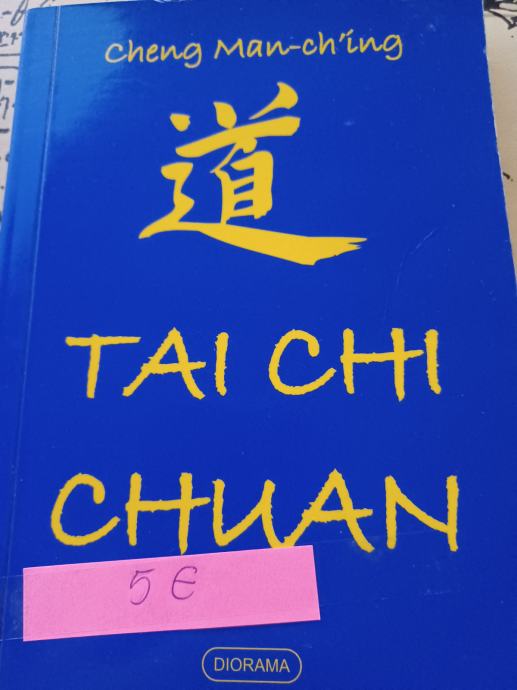 Cheng Man-ch'ing
道
TAI CHI
CHUAN
5 €
DIORAMA